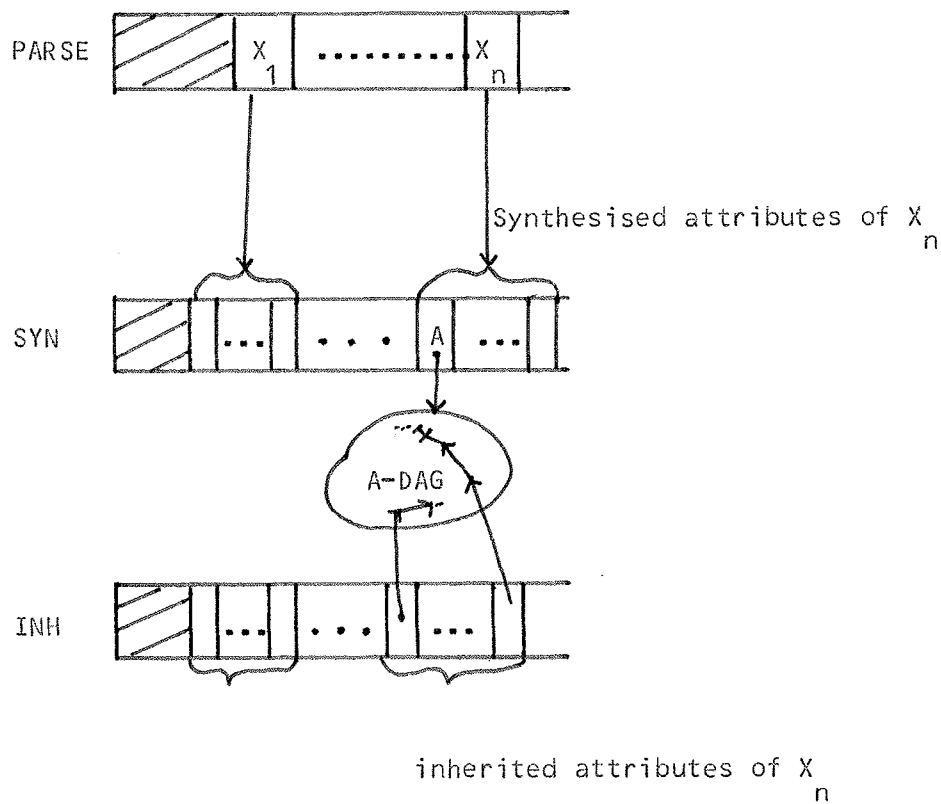 PARSE X1 ......... Xn
Synthesised attributes of Xn
SYN ... ... A ...
A-DAG
INH ... ... ...
inherited attributes of Xn